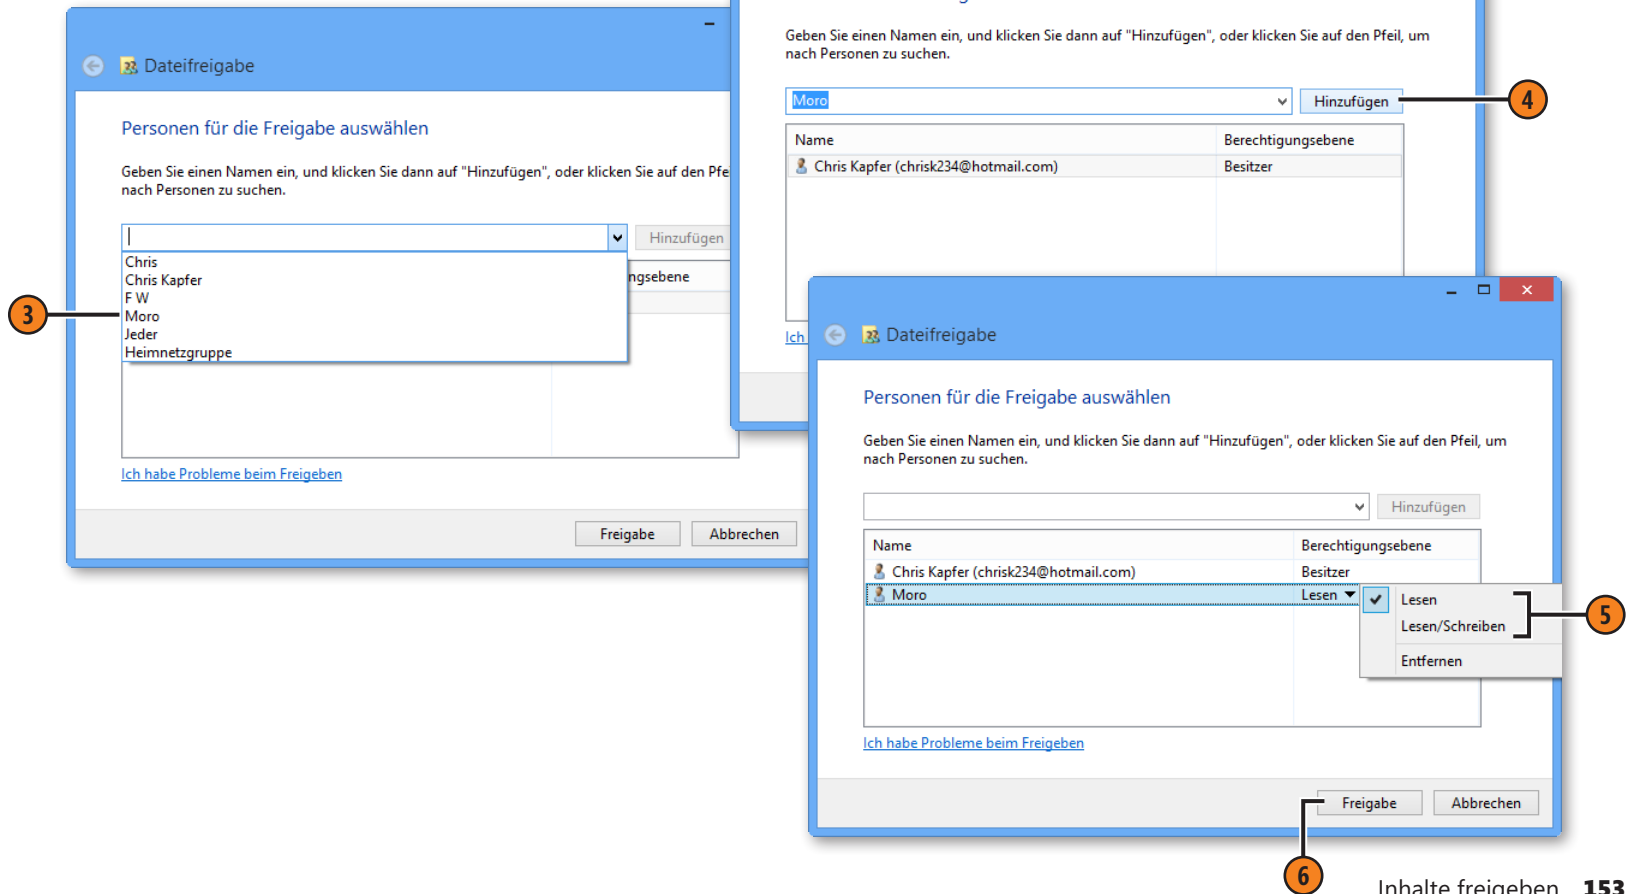 Dateifreigabe
Personen für die Freigabe auswählen
Geben Sie einen Namen ein, und klicken Sie dann auf "Hinzufügen", oder klicken Sie auf den
nach Personen zu suchen.
Hinzufügen
Chris
Chris Kapfer
F W
Moro
Jeder
Heimnetzgruppe
3
Ich habe Probleme beim Freigeben
Freigabe Abbrechen
Geben Sie einen Namen ein, und klicken Sie dann auf "Hinzufügen", oder klicken Sie auf den Pfeil, um
nach Personen zu suchen.
Moro Hinzufügen 4
Name Berechtigungsebene
Chris Kapfer (chrisk234@hotmail.com) Besitzer
Ich
Dateifreigabe
Personen für die Freigabe auswählen
Geben Sie einen Namen ein, und klicken Sie dann auf "Hinzufügen", oder klicken Sie auf den Pfeil, um
nach Personen zu suchen.
Hinzufügen
Name Berechtigungsebene
Chris Kapfer (chrisk234@hotmail.com) Besitzer
Moro Lesen
Lesen
Lesen/Schreiben
5
Entfernen
Ich habe Probleme beim Freigeben
Freigabe Abbrechen
6
Inhalte freigeben 153